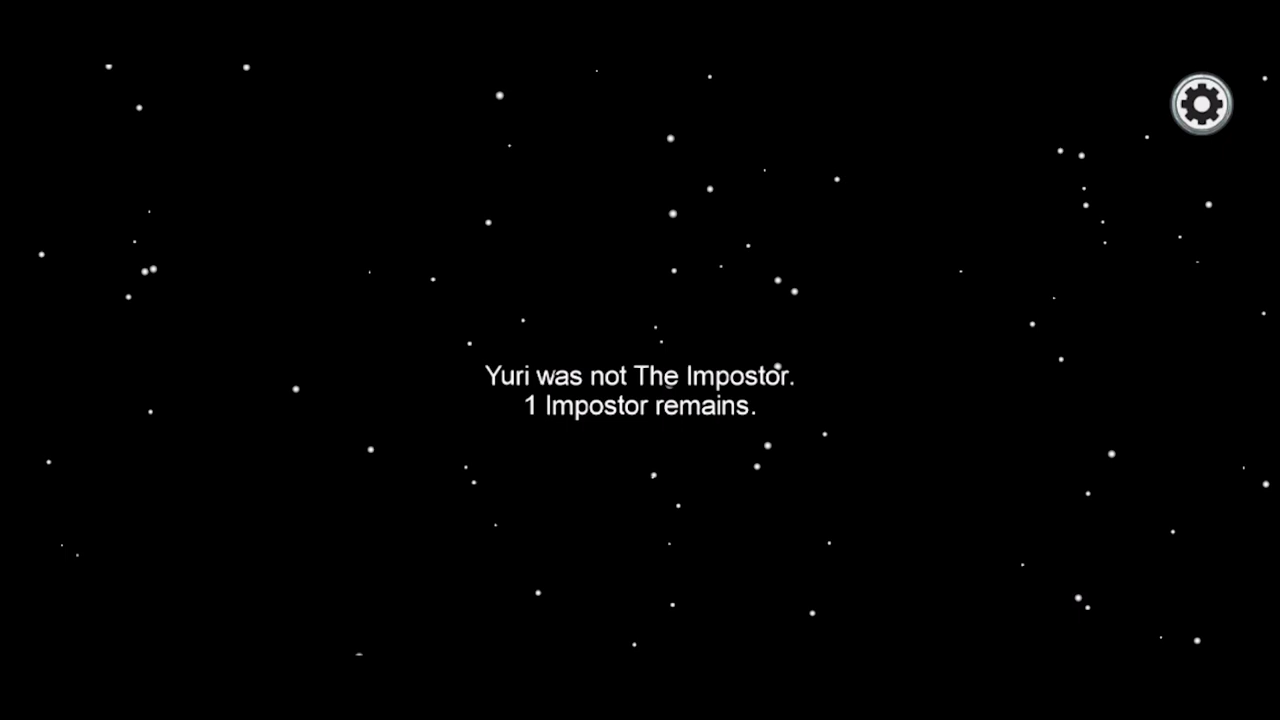 Yuri was not The Impostor.
1 Impostor remains.